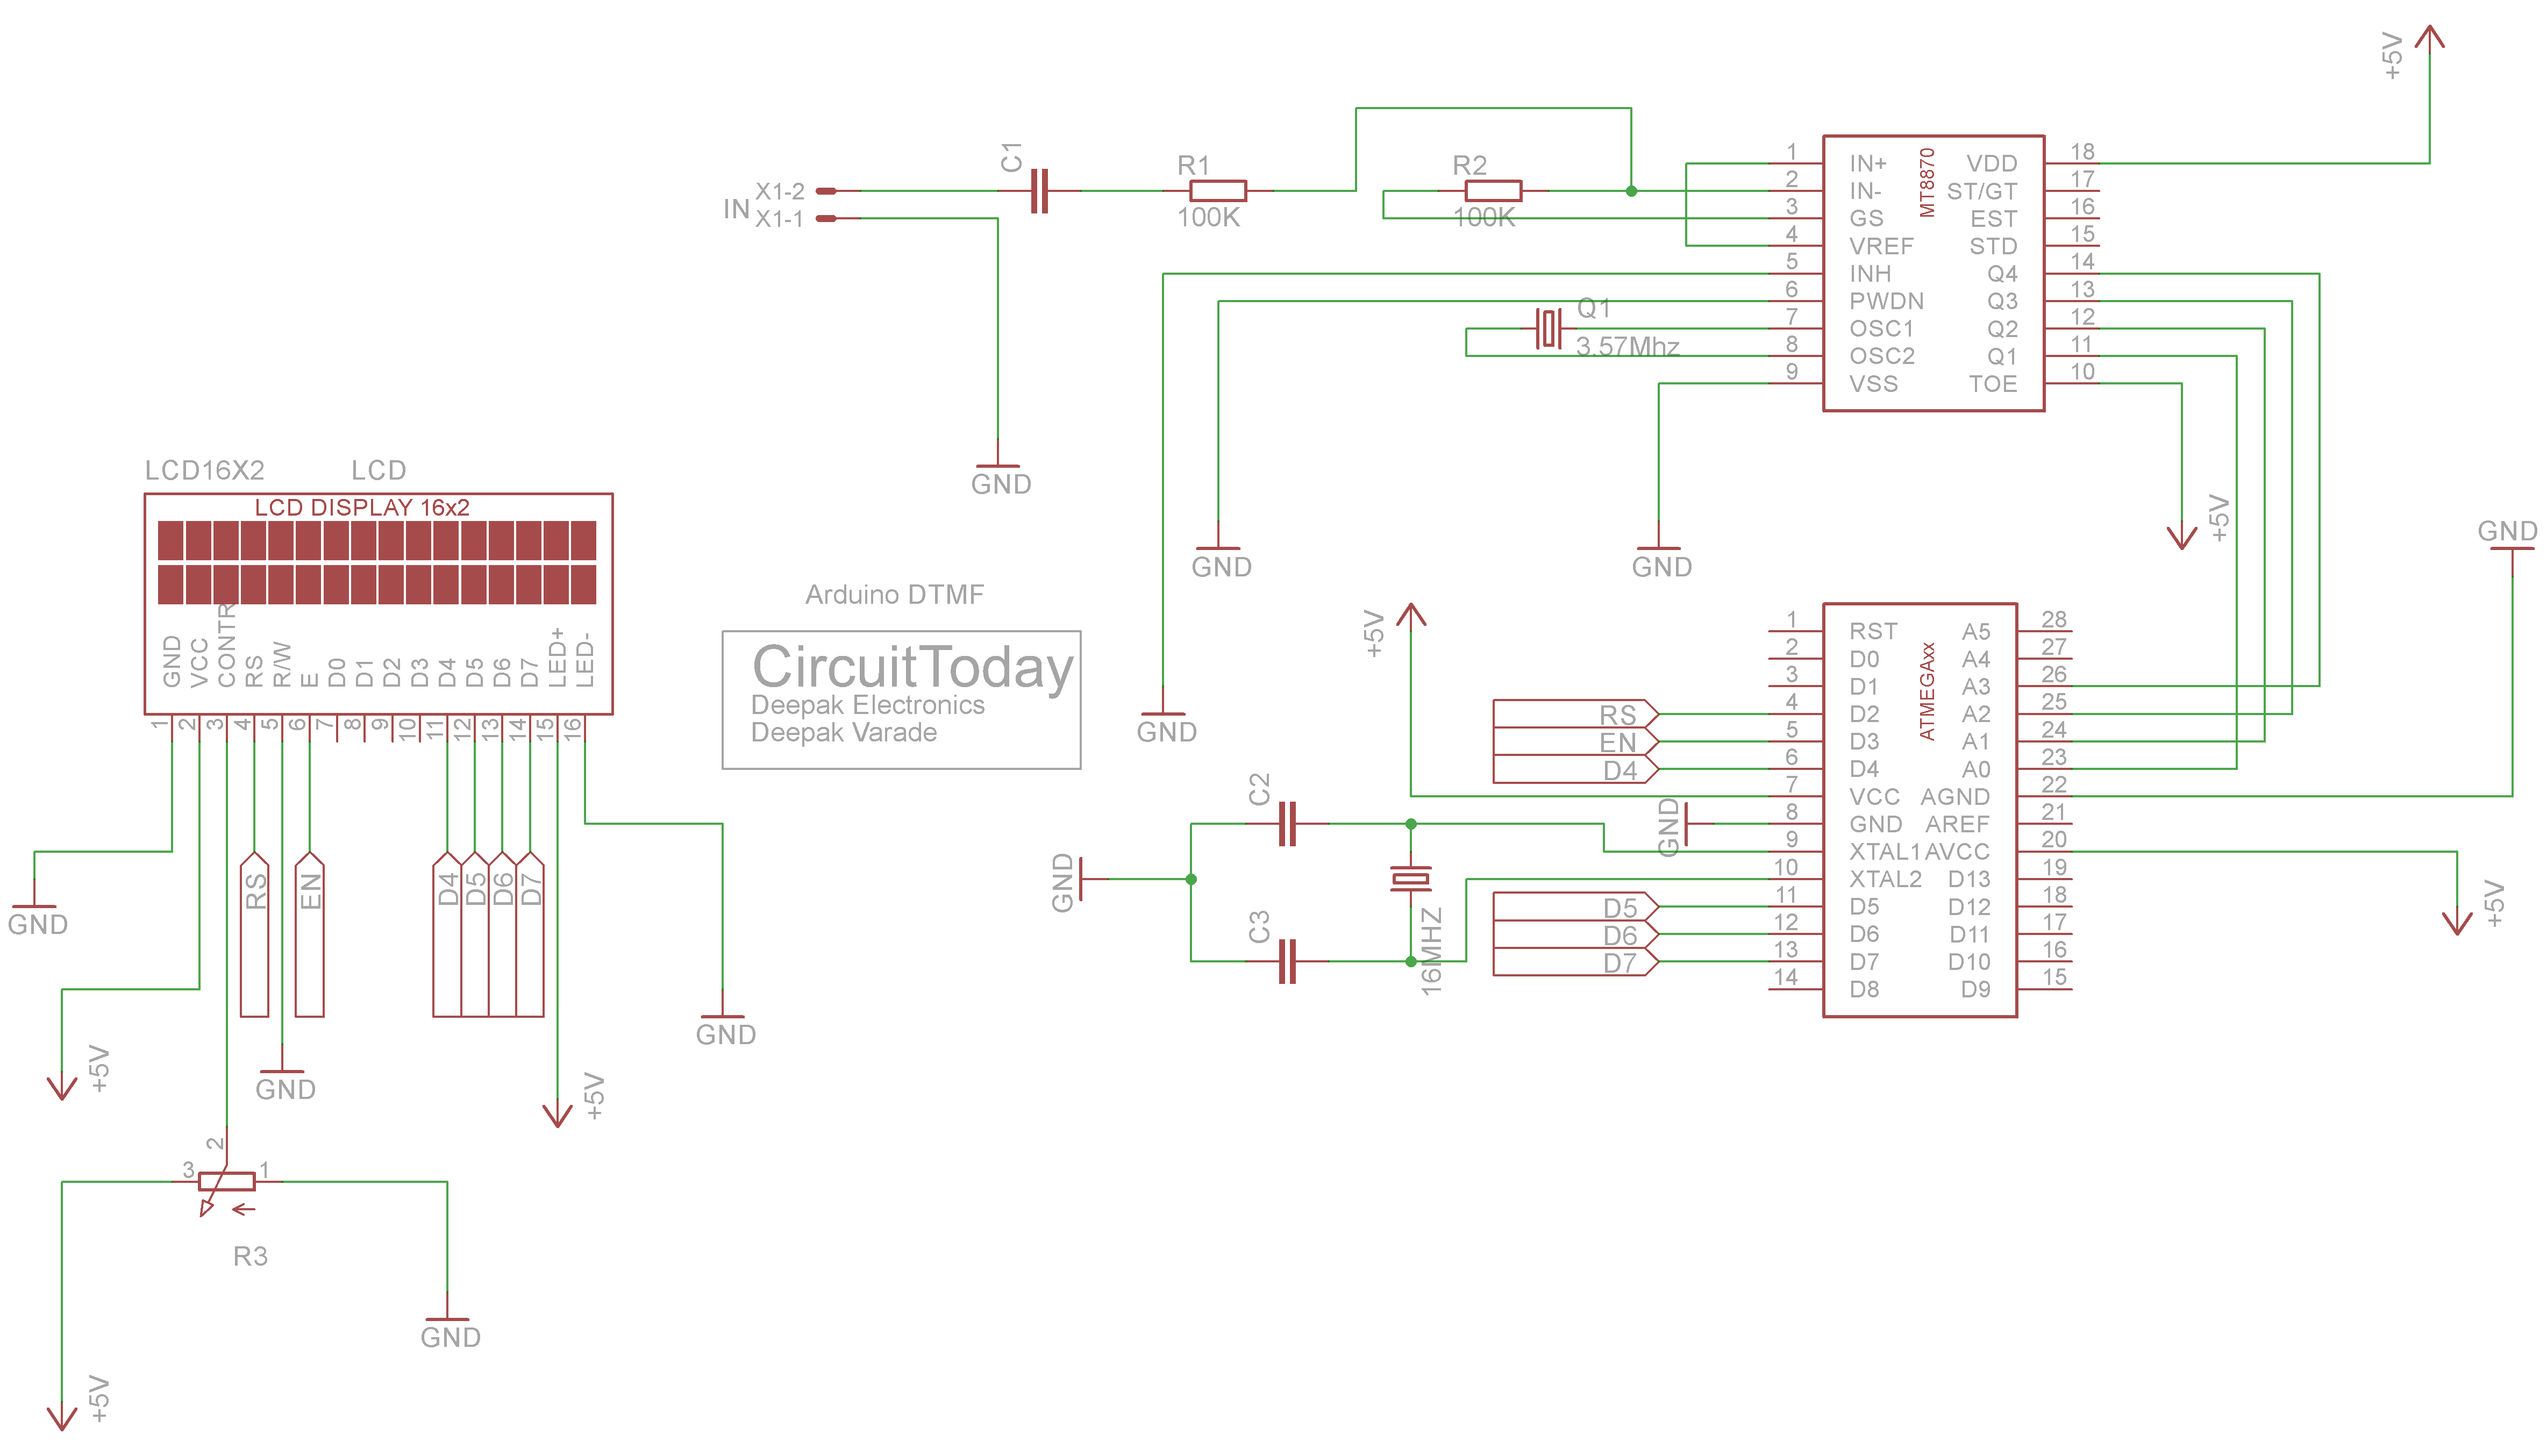 +5V
C1
R1
100K
R2
100K
IN
X1-2
X1-1
MT8870
1 IN+ VDD 18
2 IN- ST/GT 17
3 GS EST 16
4 VREF STD 15
5 INH Q4 14
6 PWDN Q3 13
7 OSC1 Q2 12
8 OSC2 Q1 11
9 VSS TOE 10
Q1
3.57Mhz
GND
GND
GND
GND
+5V
GND
LCD16X2 LCD
LCD DISPLAY 16x2
GND VCC CONTR RS R/W E D0 D1 D2 D3 D4 D5 D6 D7 LED+ LED-
1 2 3 4 5 6 7 8 9 10 11 12 13 14 15 16
RS EN D4 D5 D6 D7
GND
+5V
GND
+5V
GND
2
3 1
R3
GND
+5V
Arduino DTMF
CircuitToday
Deepak Electronics
Deepak Varade
+5V
ATMEGAxx
1 RST A5 28
2 D0 A4 27
3 D1 A3 26
4 D2 A2 25
5 D3 A1 24
6 D4 A0 23
7 VCC AGND 22
8 GND AREF 21
9 XTAL1 AVCC 20
10 XTAL2 D13 19
11 D5 D12 18
12 D6 D11 17
13 D7 D10 16
14 D8 D9 15
RS
EN
D4
GND
D5
D6
D7
C2
C3
GND
16MHZ
+5V